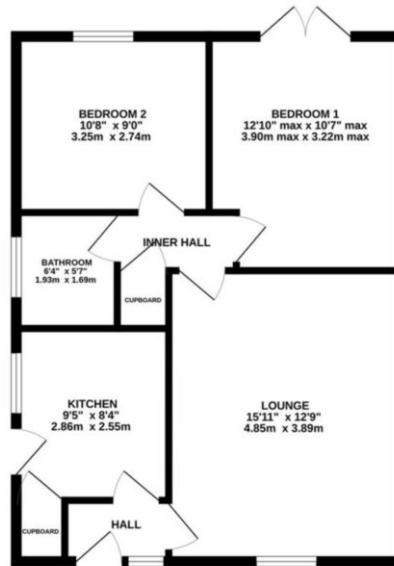 BEDROOM 2
10'8" x 9'0"
3.25m x 2.74m
BEDROOM 1
12'10" max x 10'7" max
3.90m max x 3.22m max
INNER HALL
BATHROOM
6'4" x 5'7"
1.93m x 1.69m
CUPBOARD
KITCHEN
9'5" x 8'4"
2.86m x 2.55m
LOUNGE
15'11" x 12'9"
4.85m x 3.89m
HALL
CUPBOARD